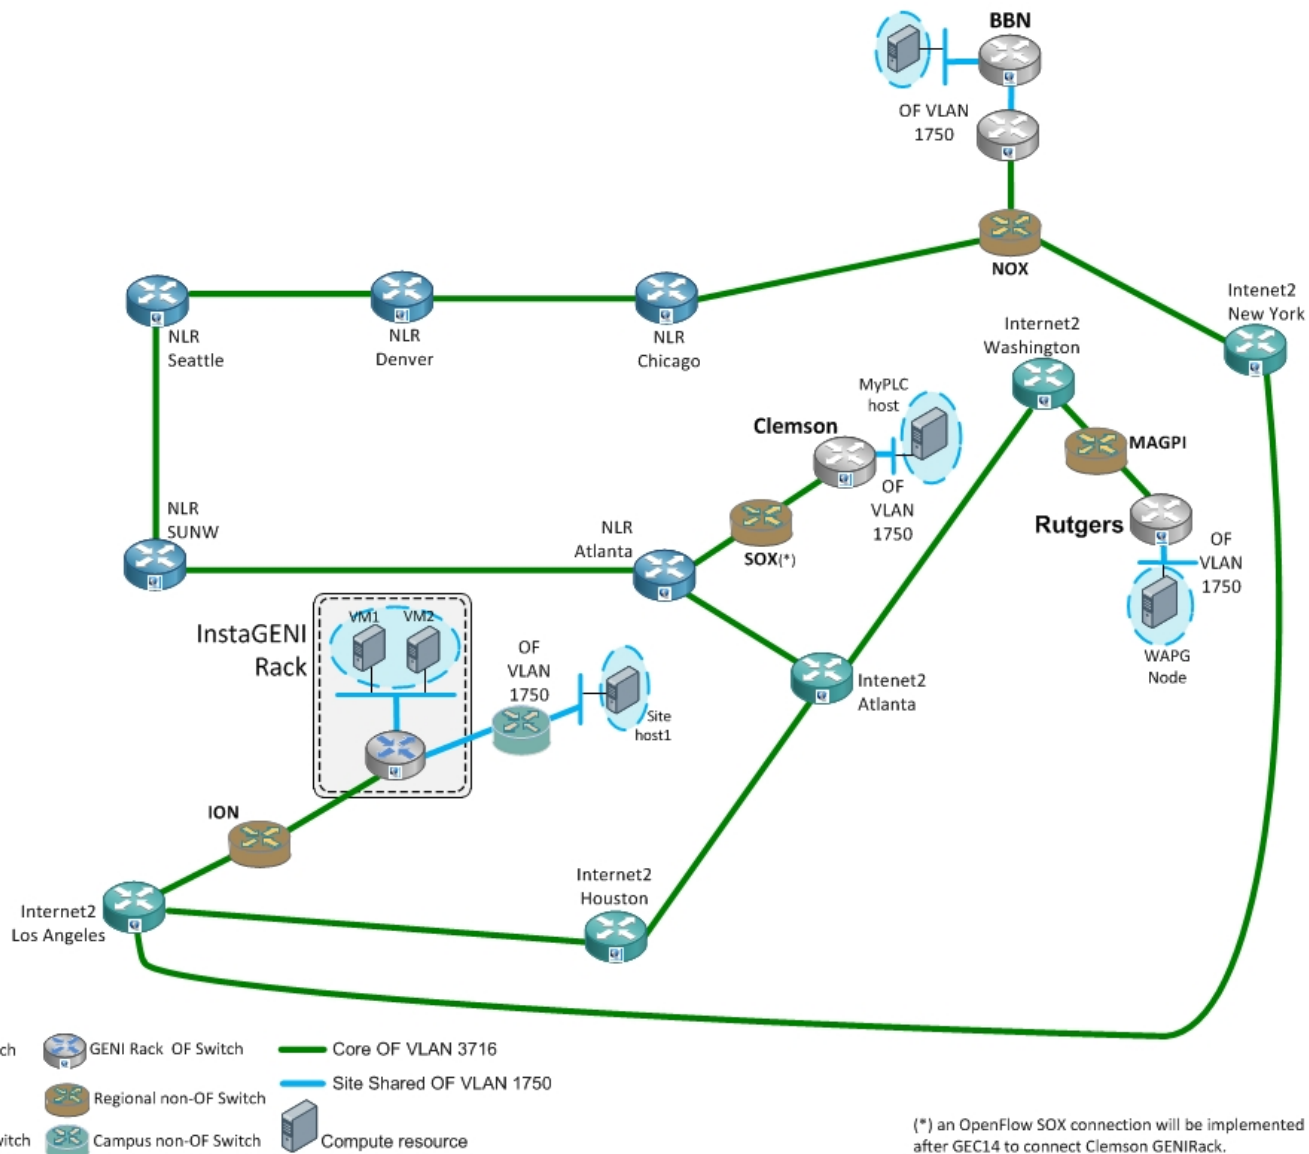 BBN
OF VLAN
1750
NOX
Intenet2
New York
Internet2
Washington
NLR
Seattle
NLR
Denver
NLR
Chicago
MyPLC
host
Clemson
MAGPI
OF
VLAN
1750
NLR
SUNW
NLR
Atlanta
SOX(*)
Rutgers
OF
VLAN
1750
InstaGENI
Rack
VM1
VM2
OF
VLAN
1750
Site
host1
WAPG
Node
Intenet2
Atlanta
ION
Internet2
Houston
Internet2
Los Angeles
ch
GENI Rack OF Switch
Core OF VLAN 3716
Site Shared OF VLAN 1750
Regional non-OF Switch
witch
Campus non-OF Switch
Compute resource
(*) an OpenFlow SOX connection will be implemented
after GEC14 to connect Clemson GENIRack.